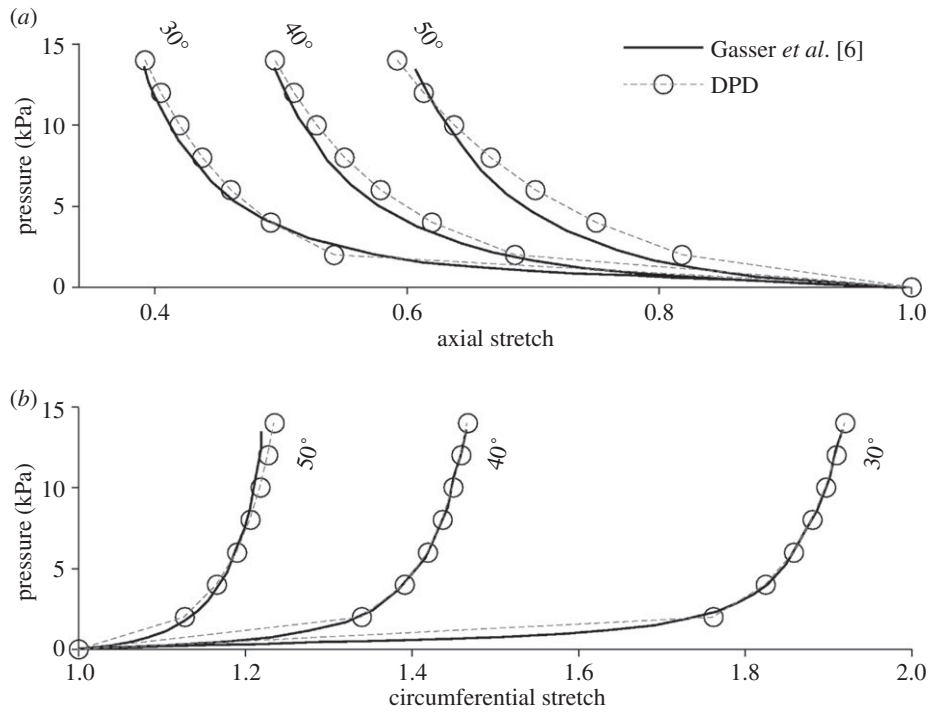 (a)
30°
40°
50°
15
10
5
0
pressure (kPa)
Gasser et al. [6]
DPD
0.4 0.6 0.8 1.0
axial stretch
(b)
15
10
5
0
pressure (kPa)
50°
40°
30°
1.0 1.2 1.4 1.6 1.8 2.0
circumferential stretch